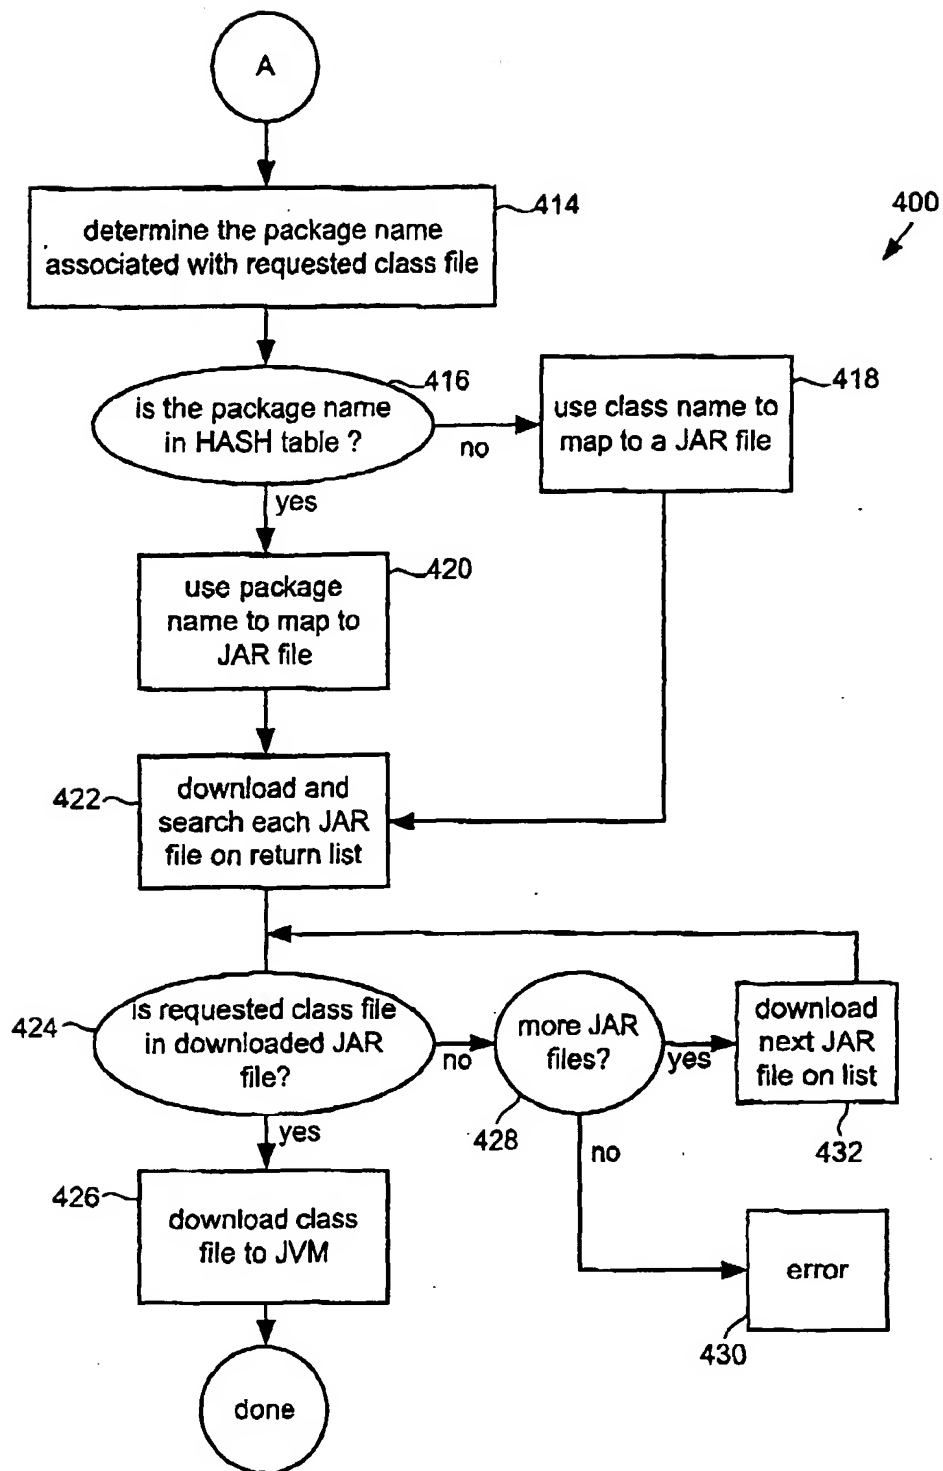 A
determine the package name
associated with requested class file
414
400
is the package name
in HASH table ?
416
no
yes
use class name to
map to a JAR file
418
use package
name to map to
JAR file
420
download and
search each JAR
file on return list
422
is requested class file
in downloaded JAR
file?
424
no
yes
more JAR
files?
428
yes
no
download
next JAR
file on list
432
download class
file to JVM
426
error
430
done